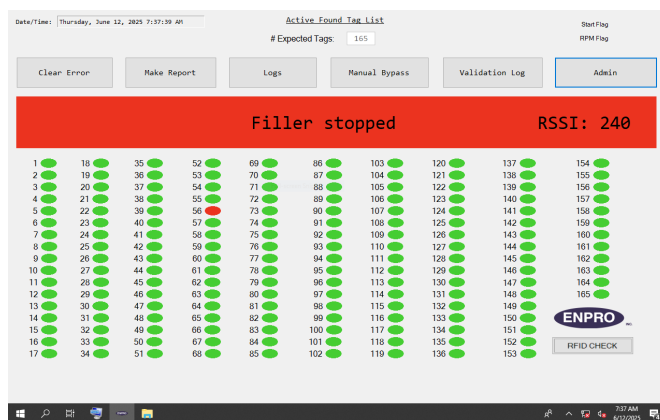 Date/Time: Thursday, June 12, 2025 7:37:39 AM
Active Found Tag List
# Expected Tags: 165
Start Flag
RPM Flag
Clear Error Make Report Logs Manual Bypass Validation Log Admin
Filler stopped RSSI: 240
1 18 35 52 69 86 103 120 137 154
2 19 36 53 70 87 104 121 138 155
3 20 37 54 71 88 105 122 139 156
4 21 38 55 72 89 106 123 140 157
5 22 39 56 73 90 107 124 141 158
6 23 40 57 74 91 108 125 142 159
7 24 41 58 75 92 109 126 143 160
8 25 42 59 76 93 110 127 144 161
9 26 43 60 77 94 111 128 145 162
10 27 44 61 78 95 112 129 146 163
11 28 45 62 79 96 113 130 147 164
12 29 46 63 80 97 114 131 148 165
13 30 47 64 81 98 115 132 149
14 31 48 65 82 99 116 133 150
15 32 49 66 83 100 117 134 151
16 33 50 67 84 101 118 135 152
17 34 51 68 85 102 119 136 153
ENPRO
RFID CHECK
7:37 AM
6/12/2025